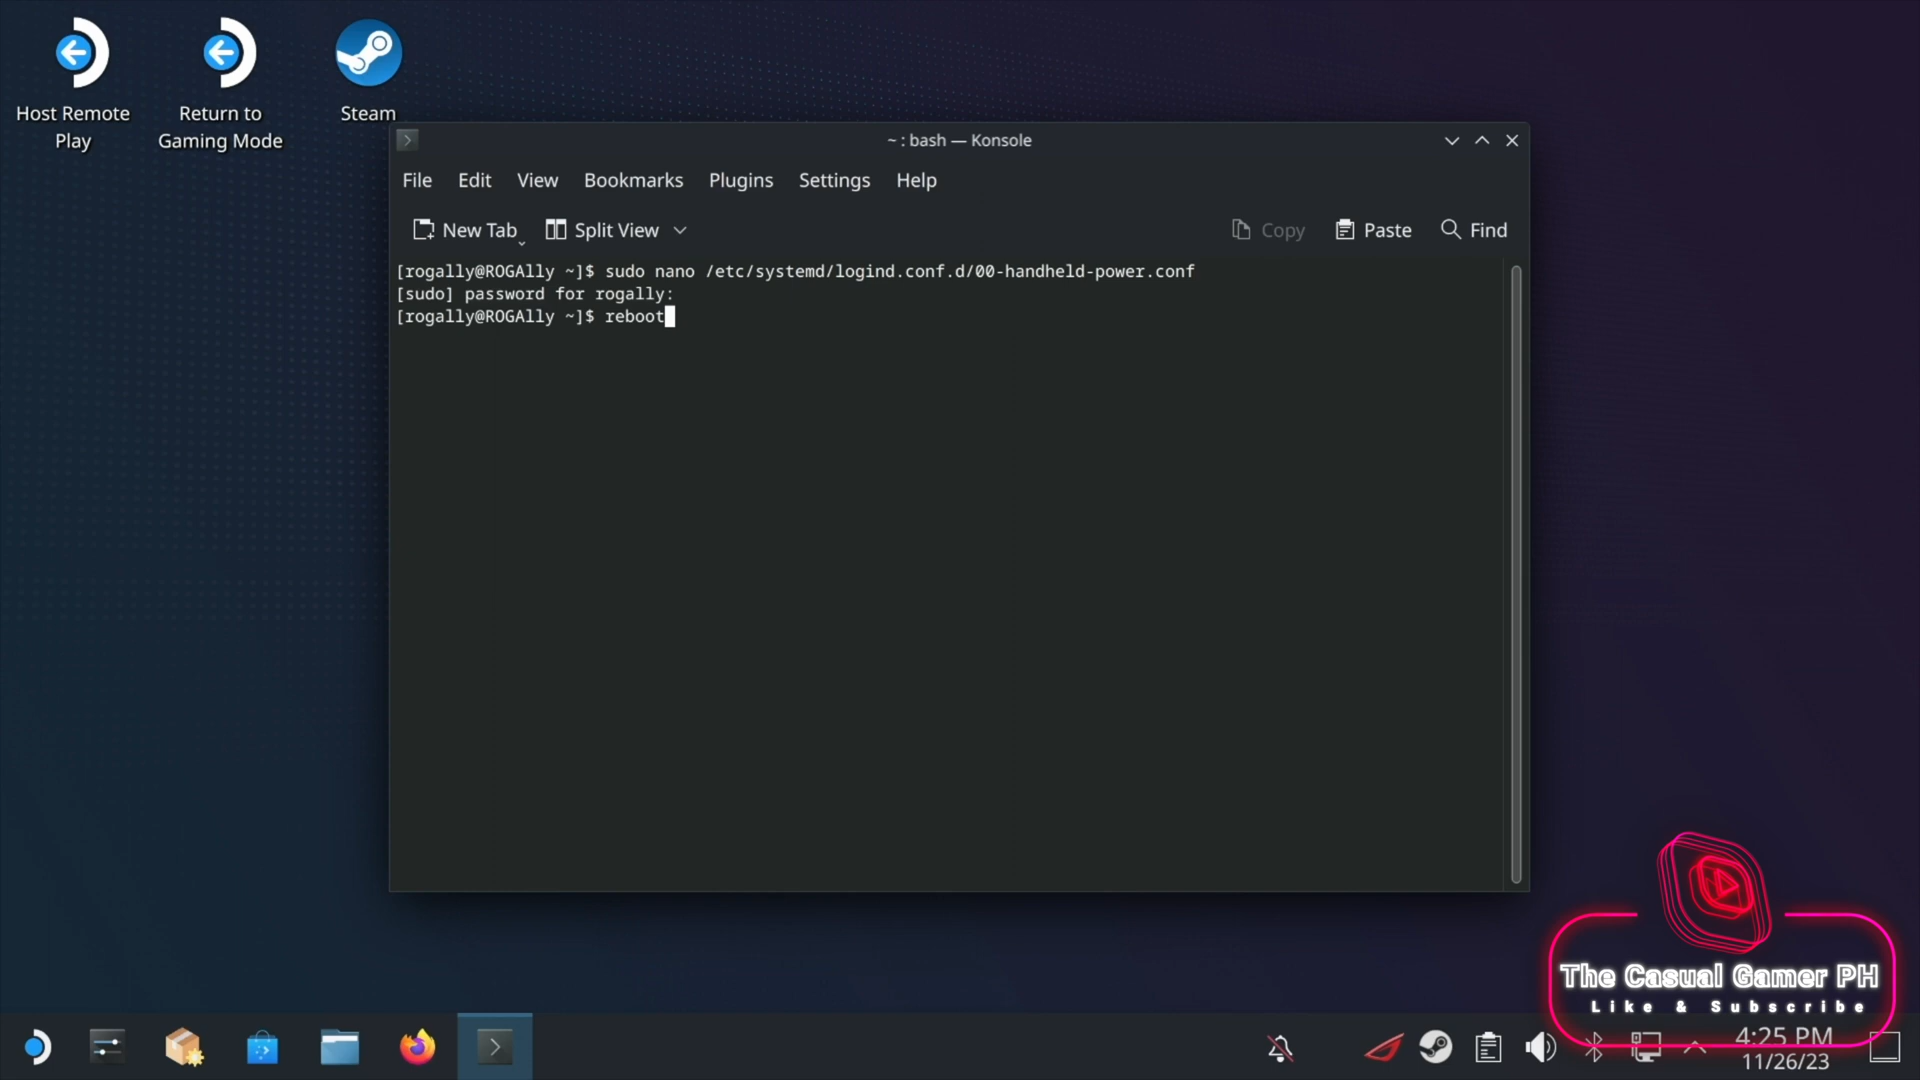 Host Remote
Play
Return to
Gaming Mode
Steam
~ : bash — Konsole
File Edit View Bookmarks Plugins Settings Help
New Tab Split View Copy Paste Find
[rogally@ROGAlly ~]$ sudo nano /etc/systemd/logind.conf.d/00-handheld-power.conf
[sudo] password for rogally:
[rogally@ROGAlly ~]$ reboot
The Casual Gamer PH
Like & Subscribe
4:25 PM
11/26/23